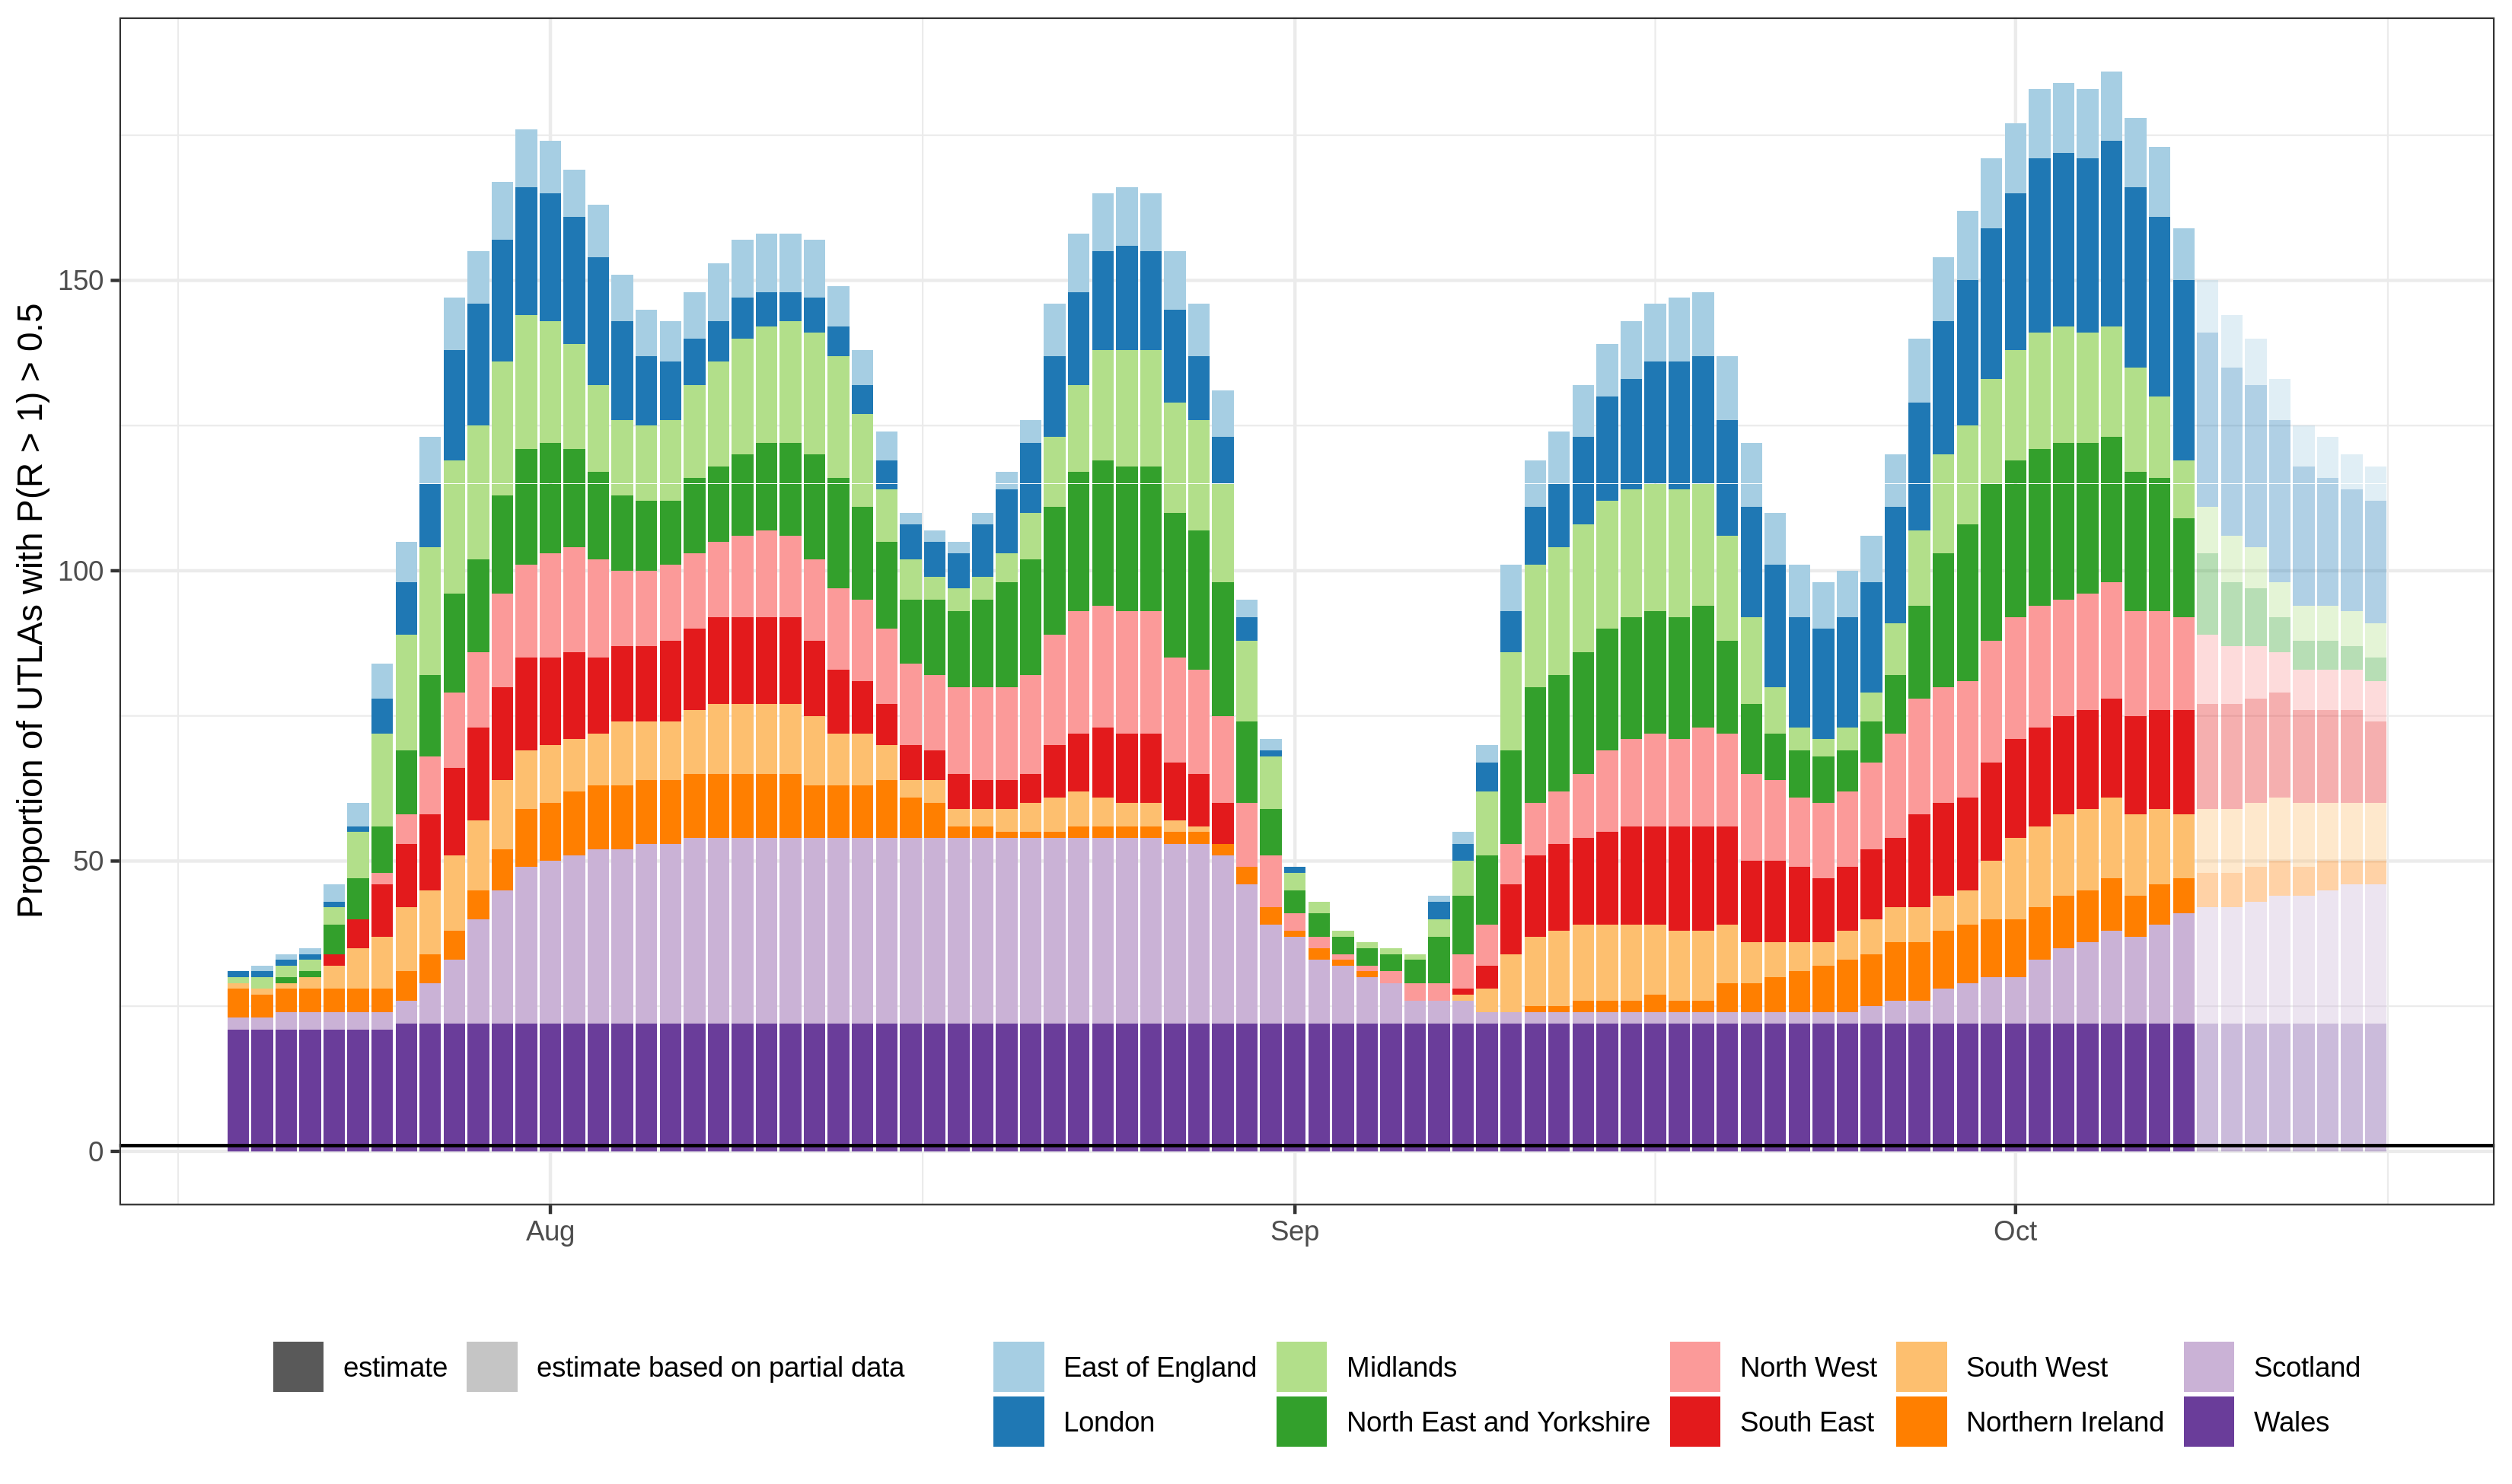 Proportion of UTLAs with P(R > 1) > 0.5
150
100
50
0
Aug Sep Oct
estimate estimate based on partial data East of England Midlands North West South West Scotland
London North East and Yorkshire South East Northern Ireland Wales